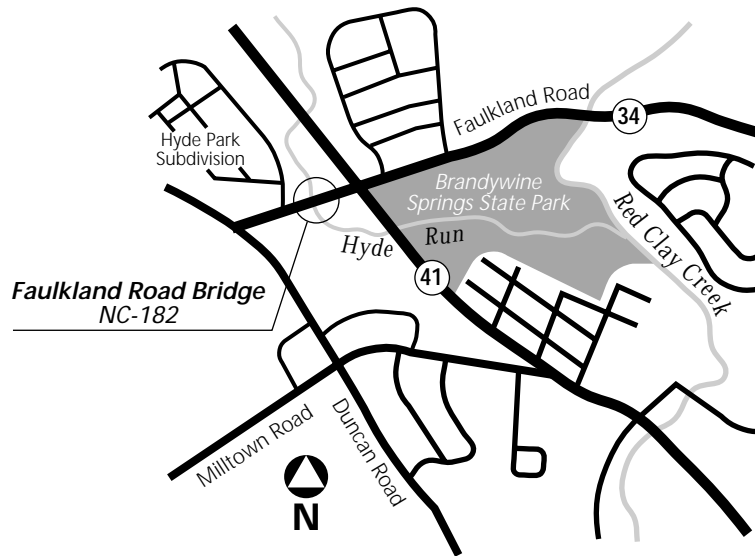 Faulkland Road
34
Hyde Park
Subdivision
Brandywine
Springs State Park
Red Clay Creek
Hyde Run
41
Faulkland Road Bridge
NC-182
Milltown Road
Duncan Road
N